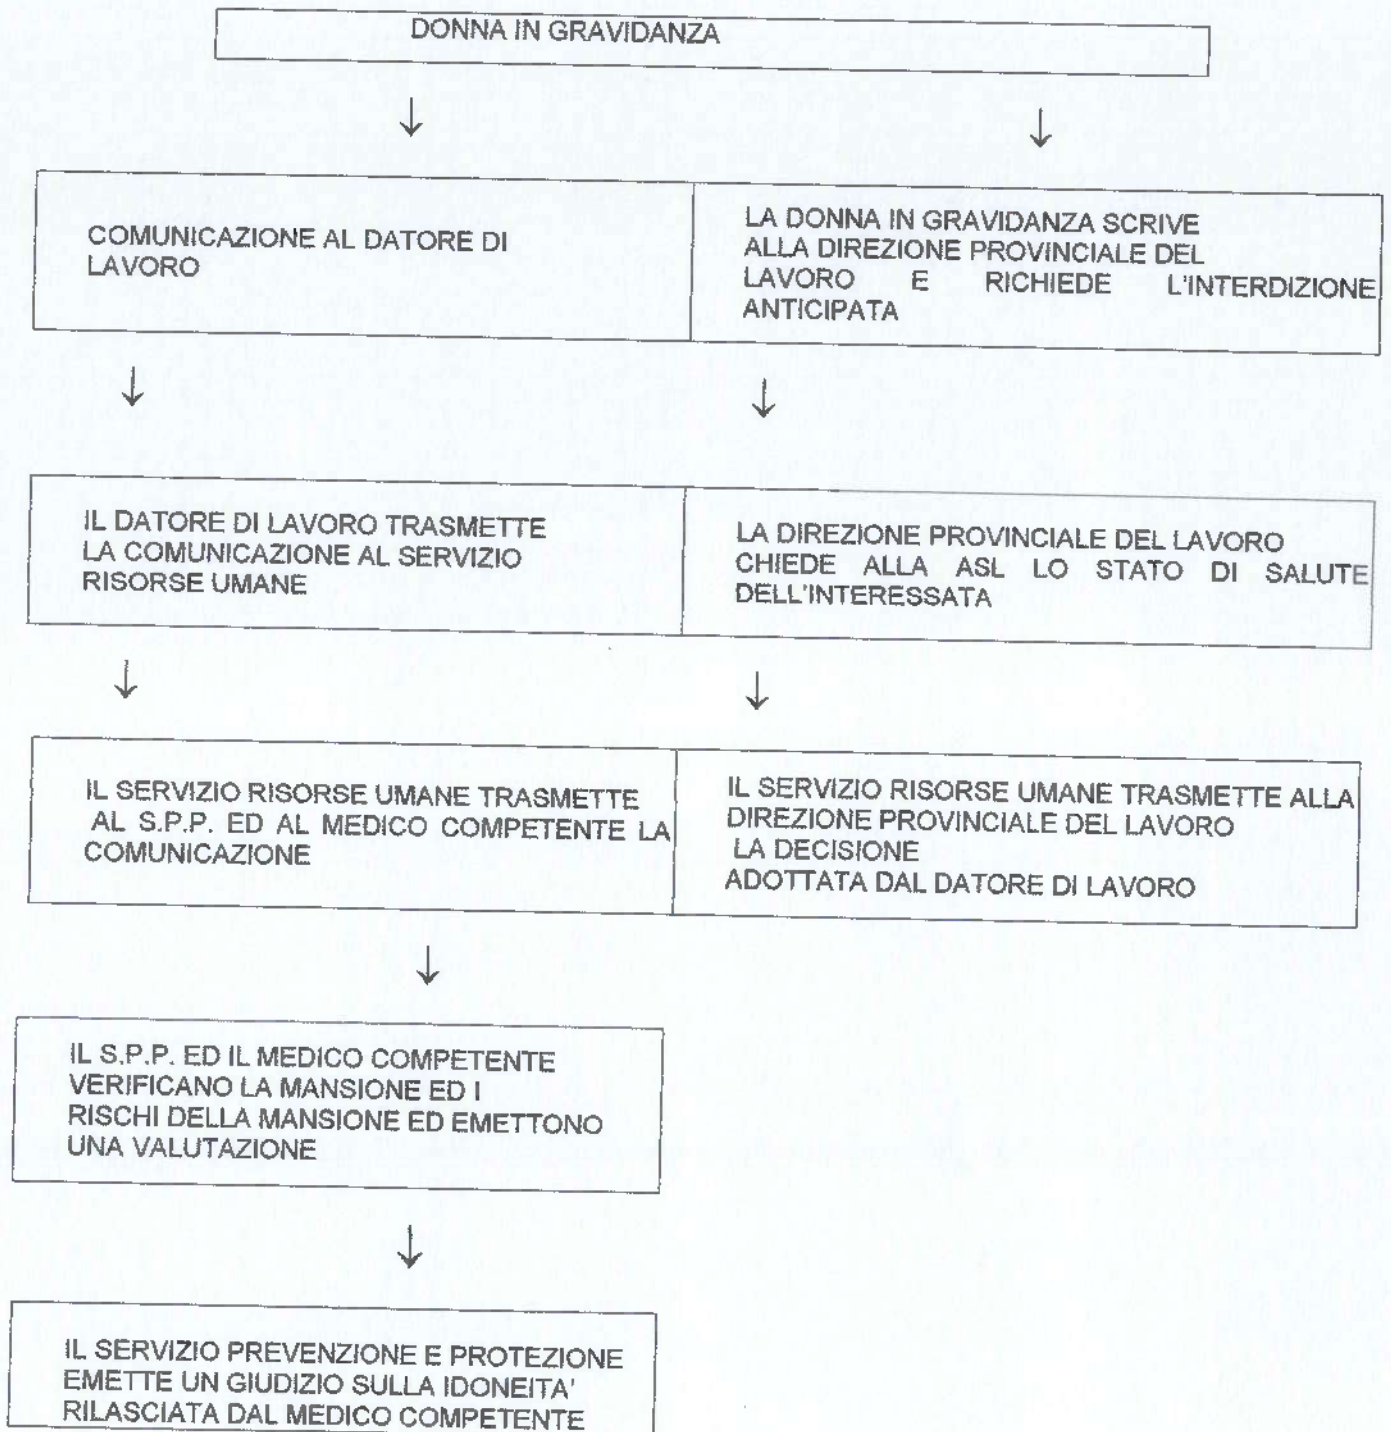 DONNA IN GRAVIDANZA
COMUNICAZIONE AL DATORE DI
LAVORO
LA DONNA IN GRAVIDANZA SCRIVE
ALLA DIREZIONE PROVINCIALE DEL
LAVORO E RICHIEDE L'INTERDIZIONE
ANTICIPATA
IL DATORE DI LAVORO TRASMETTE
LA COMUNICAZIONE AL SERVIZIO
RISORSE UMANE
LA DIREZIONE PROVINCIALE DEL LAVORO
CHIEDE ALLA ASL LO STATO DI SALUTE
DELL'INTERESSATA
IL SERVIZIO RISORSE UMANE TRASMETTE
AL S.P.P. ED AL MEDICO COMPETENTE LA
COMUNICAZIONE
IL SERVIZIO RISORSE UMANE TRASMETTE ALLA
DIREZIONE PROVINCIALE DEL LAVORO
LA DECISIONE
ADOTTATA DAL DATORE DI LAVORO
IL S.P.P. ED IL MEDICO COMPETENTE
VERIFICANO LA MANSIONE ED I
RISCHI DELLA MANSIONE ED EMETTONO
UNA VALUTAZIONE
IL SERVIZIO PREVENZIONE E PROTEZIONE
EMETTE UN GIUDIZIO SULLA IDONEITA'
RILASCIATA DAL MEDICO COMPETENTE